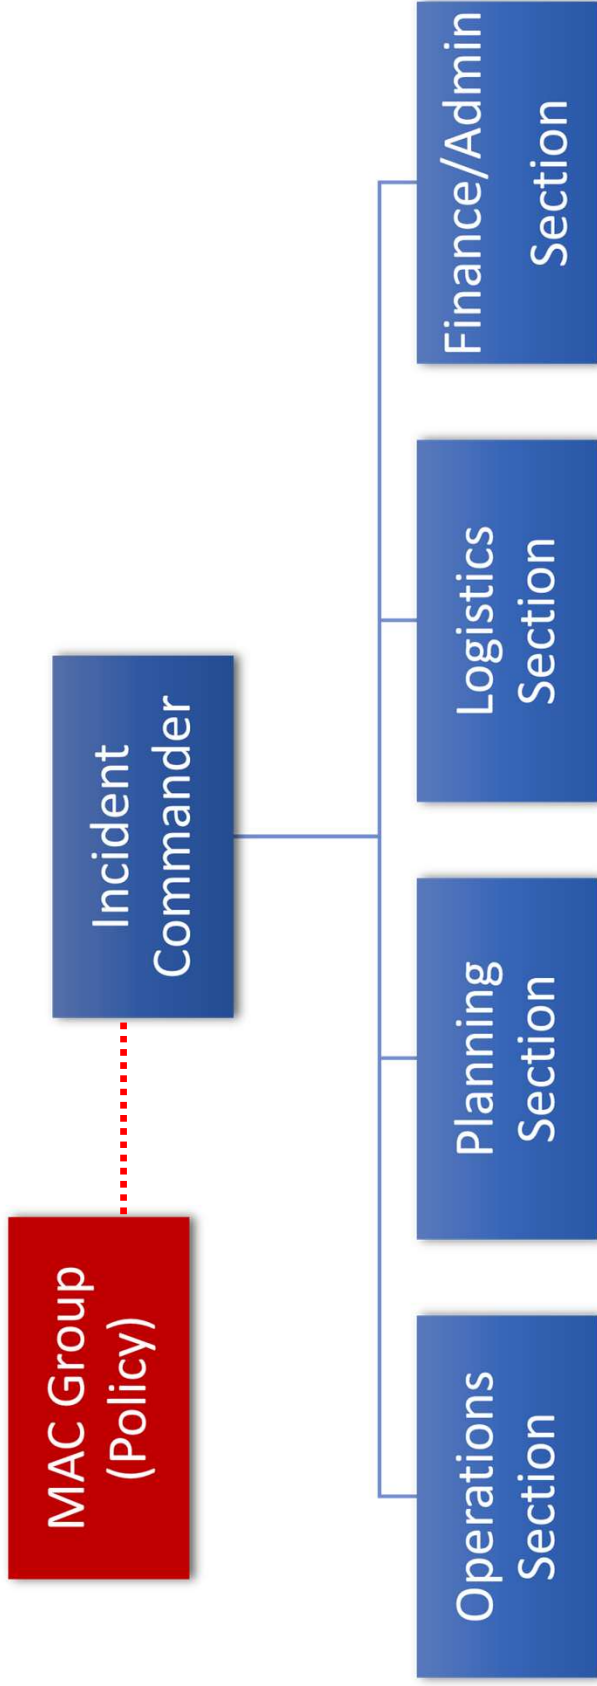 MAC Group
(Policy)
Incident
Commander
Operations
Section
Planning
Section
Logistics
Section
Finance/Admin
Section